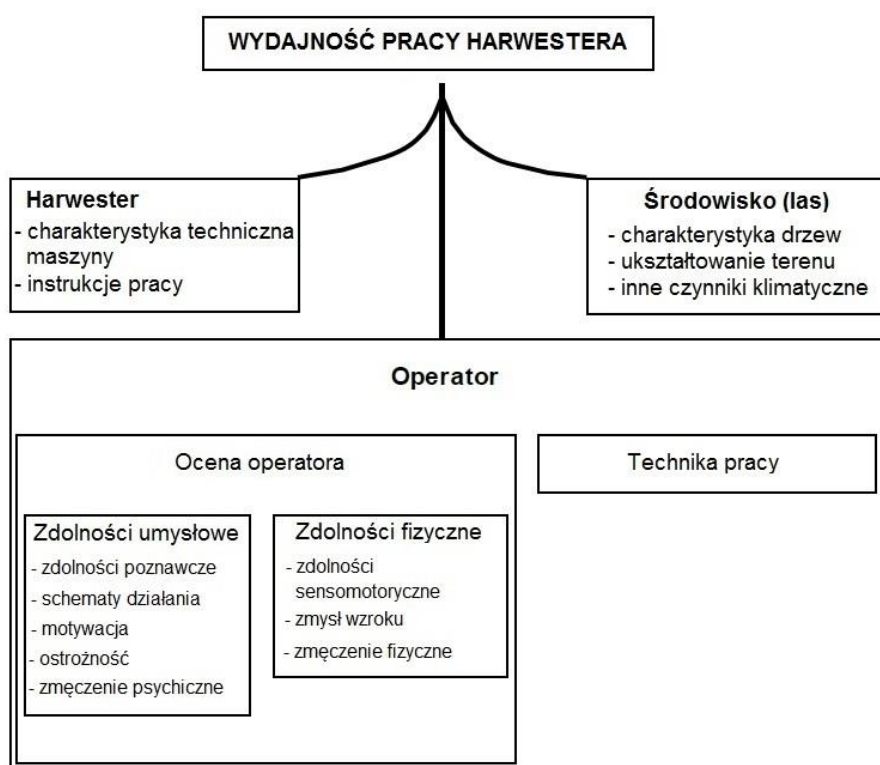 WYDAJNOŚĆ PRACY HARWESTERA
Harwester
- charakterystyka techniczna
maszyny
- instrukcje pracy
Środowisko (las)
- charakterystyka drzew
- ukształtowanie terenu
- inne czynniki klimatyczne
Operator
Ocena operatora
Zdolności umysłowe
- zdolności poznawcze
- schematy działania
- motywacja
- ostrożność
- zmęczenie psychiczne
Zdolności fizyczne
- zdolności
sensomotoryczne
- zmysł wzroku
- zmęczenie fizyczne
Technika pracy